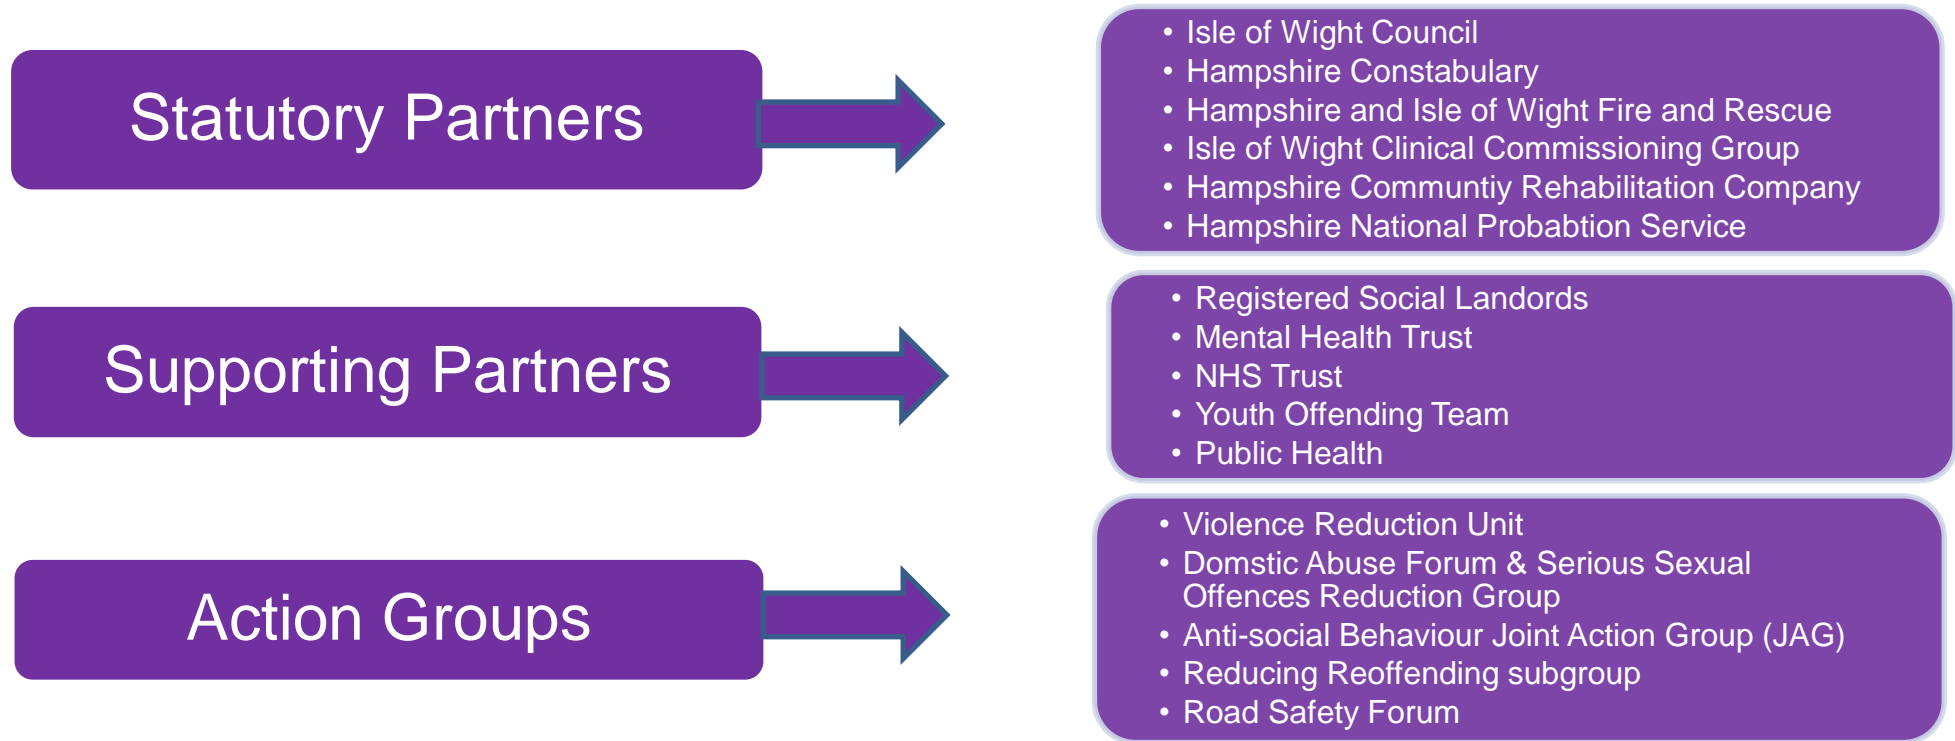 Statutory Partners
• Isle of Wight Council
• Hampshire Constabulary
• Hampshire and Isle of Wight Fire and Rescue
• Isle of Wight Clinical Commissioning Group
• Hampshire Communtiy Rehabilitation Company
• Hampshire National Probabtion Service
Supporting Partners
• Registered Social Landords
• Mental Health Trust
• NHS Trust
• Youth Offending Team
• Public Health
Action Groups
• Violence Reduction Unit
• Domstic Abuse Forum & Serious Sexual
Offences Reduction Group
• Anti-social Behaviour Joint Action Group (JAG)
• Reducing Reoffending subgroup
• Road Safety Forum